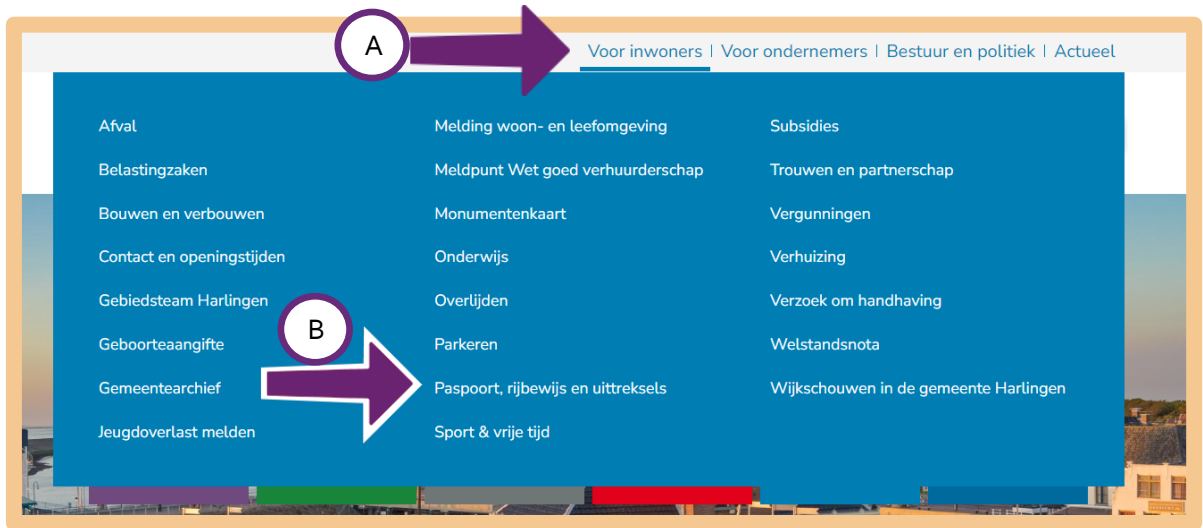 A
Voor inwoners | Voor ondernemers | Bestuur en politiek | Actueel
Afval
Belastingzaken
Bouwen en verbouwen
Contact en openingstijden
Gebiedsteam Harlingen
Geboorteaangifte
Gemeentearchief
Jeugdoverlast melden
B
Melding woon- en leefomgeving
Meldpunt Wet goed verhuurderschap
Monumentenkaart
Onderwijs
Overlijden
Parkeren
Paspoort, rijbewijs en uittreksels
Sport & vrije tijd
Subsidies
Trouwen en partnerschap
Vergunningen
Verhuizing
Verzoek om handhaving
Welstandsnota
Wijkschouwen in de gemeente Harlingen